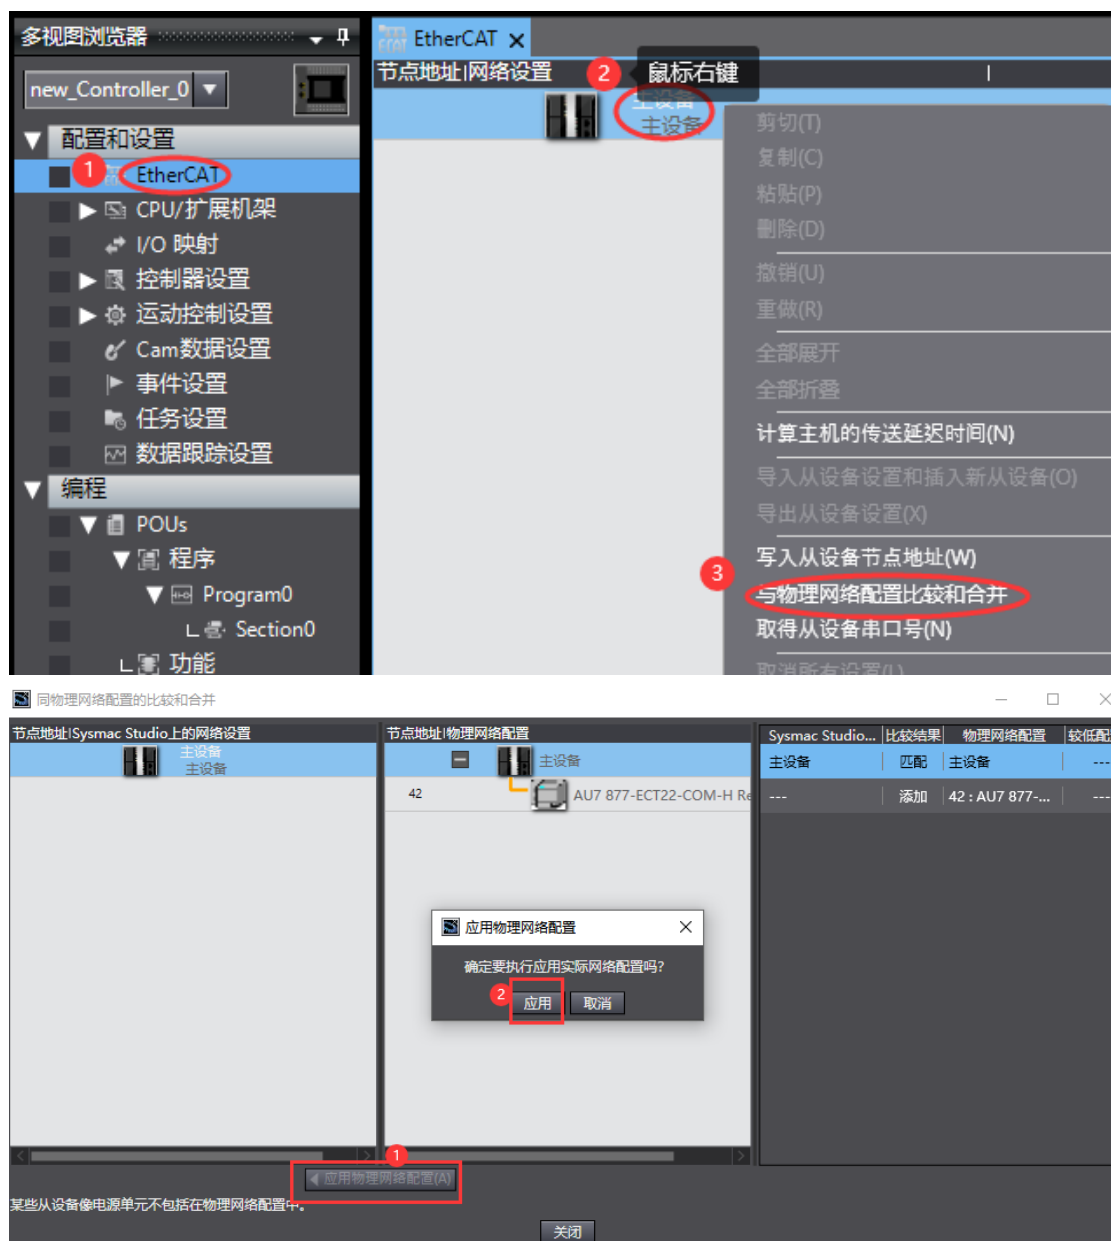 多视图浏览器
EtherCAT
节点地址|网络设置
2
鼠标右键
new_Controller_0
主设备
主设备
剪切(T)
复制(C)
粘贴(P)
删除(D)
撤销(U)
重做(R)
全部展开
全部折叠
计算主机的传送延迟时间(N)
导入从设备设置和插入新从设备(O)
导出从设备设置(X)
写入从设备节点地址(W)
3
与物理网络配置比较和合并
取得从设备串口号(N)
取消所有设置(L)
配置和设置
1
EtherCAT
CPU/扩展机架
I/O 映射
控制器设置
运动控制设置
Cam数据设置
事件设置
任务设置
数据跟踪设置
编程
POUs
程序
Program0
Section0
功能
同物理网络配置的比较和合并
节点地址|Sysmac Studio上的网络设置
主设备
主设备
节点地址|物理网络配置
主设备
42
AU7 877-ECT22-COM-H Re
Sysmac Studio... 比较结果 物理网络配置 较低配
主设备 匹配 主设备 ---
--- 添加 42 : AU7 877-... ---
应用物理网络配置
确定要执行应用实际网络配置吗?
2
应用
取消
1
应用物理网络配置(A)
某些从设备像电源单元不包括在物理网络配置中。
关闭